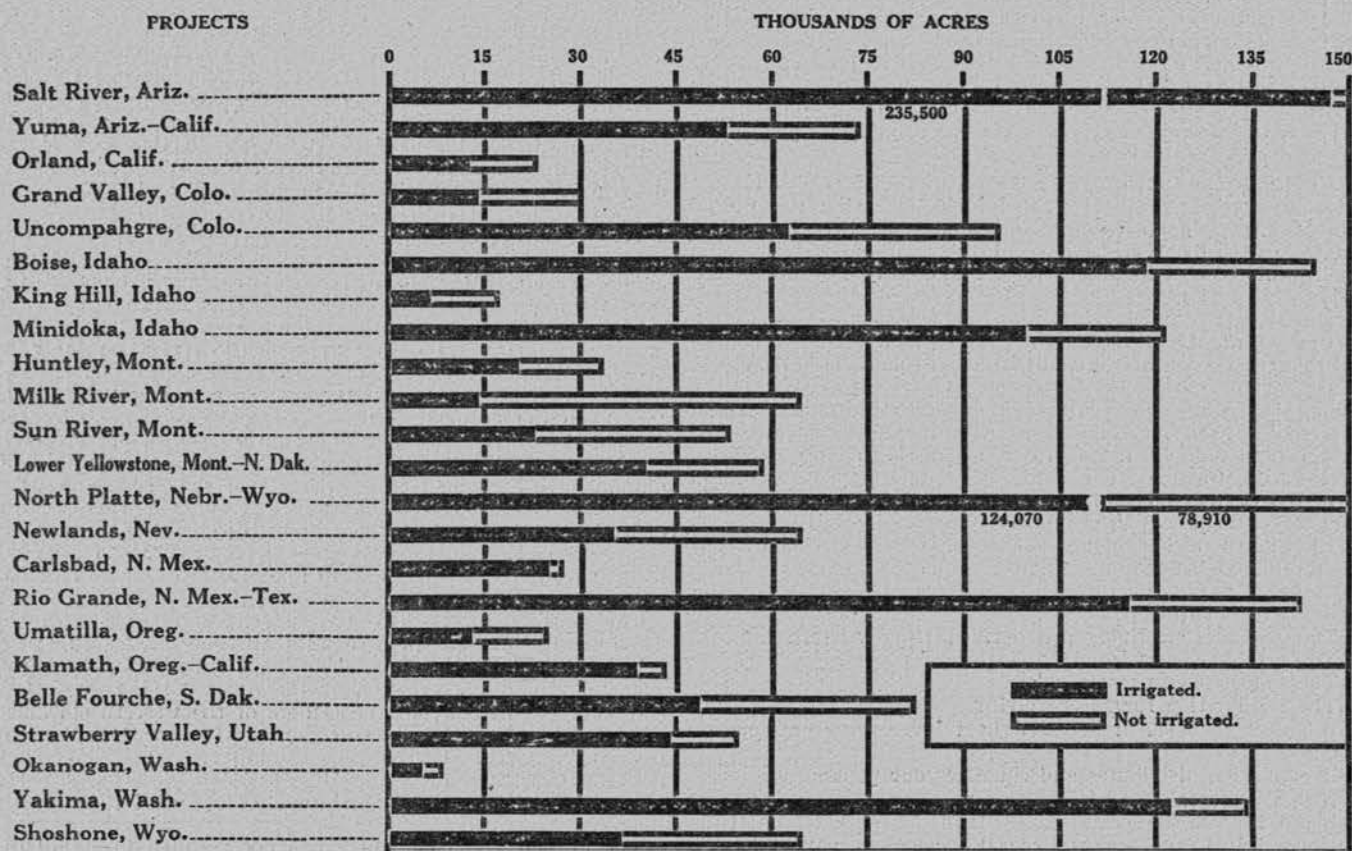 PROJECTS THOUSANDS OF ACRES
0 15 30 45 60 75 90 105 120 135 150
Salt River, Ariz.
235,500
Yuma, Ariz.-Calif.
Orland, Calif.
Grand Valley, Colo.
Uncompahgre, Colo.
Boise, Idaho
King Hill, Idaho
Minidoka, Idaho
Huntley, Mont.
Milk River, Mont.
Sun River, Mont.
Lower Yellowstone, Mont.-N. Dak.
North Platte, Nebr.-Wyo.
124,070 78,910
Newlands, Nev.
Carlsbad, N. Mex.
Rio Grande, N. Mex.-Tex.
Umatilla, Oreg.
Klamath, Oreg.-Calif.
Belle Fourche, S. Dak.
Irrigated.
Not irrigated.
Strawberry Valley, Utah
Okanogan, Wash.
Yakima, Wash.
Shoshone, Wyo.